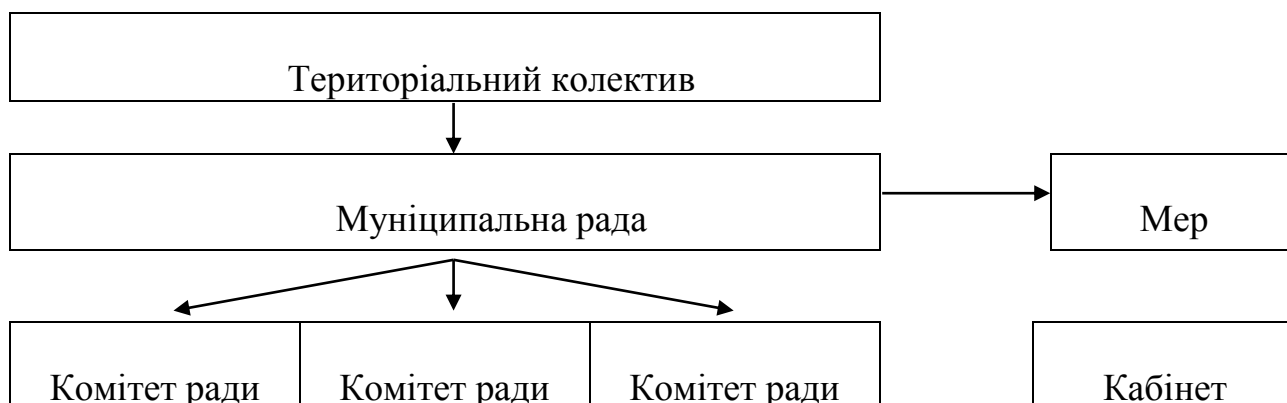 Територіальний колектив
Муніципальна рада
Мер
Комітет ради
Комітет ради
Комітет ради
Кабінет